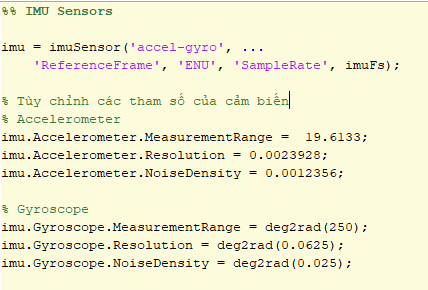 %% IMU Sensors
imu = imuSensor('accel-gyro', ...
'ReferenceFrame', 'ENU', 'SampleRate', imuFs);
% Tùy chỉnh các tham số của cảm biến
% Accelerometer
imu.Accelerometer.MeasurementRange =  19.6133;
imu.Accelerometer.Resolution = 0.0023928;
imu.Accelerometer.NoiseDensity = 0.0012356;
% Gyroscope
imu.Gyroscope.MeasurementRange = deg2rad(250);
imu.Gyroscope.Resolution = deg2rad(0.0625);
imu.Gyroscope.NoiseDensity = deg2rad(0.025);